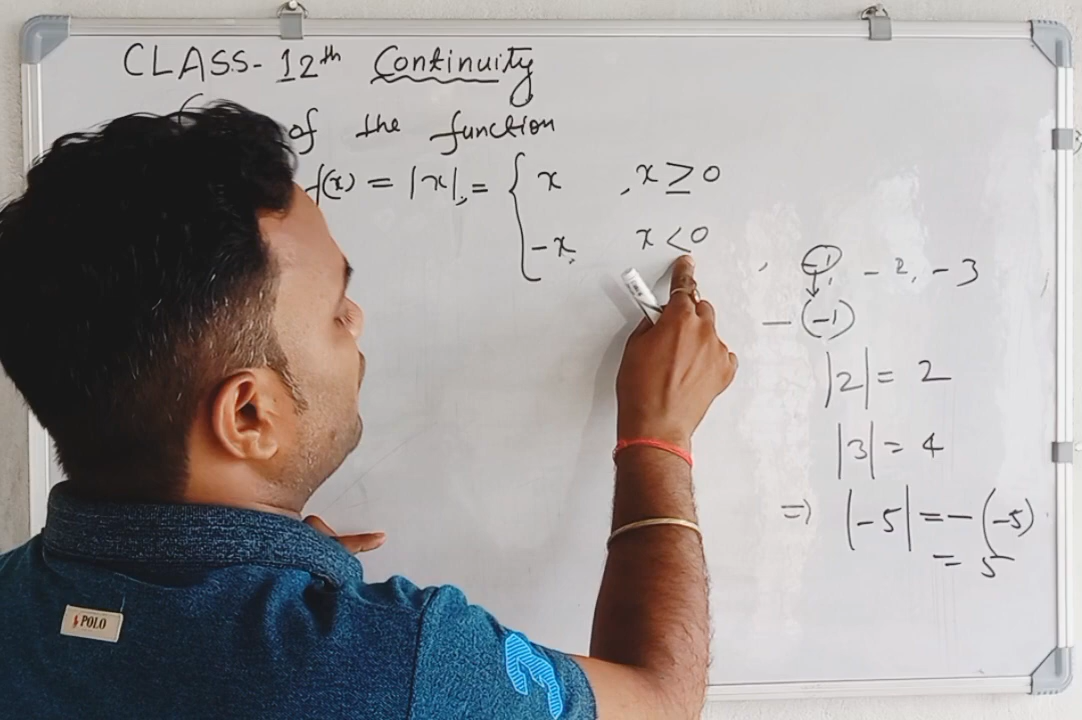 CLASS- 12th Continuity
of the function
f(x) = |x|, = { x , x ≥ 0
-x, x < 0
, -1, -2, -3
-(-1)
|2| = 2
|3| = 4
⇒ |-5| = -(-5)
= 5
POLO
3